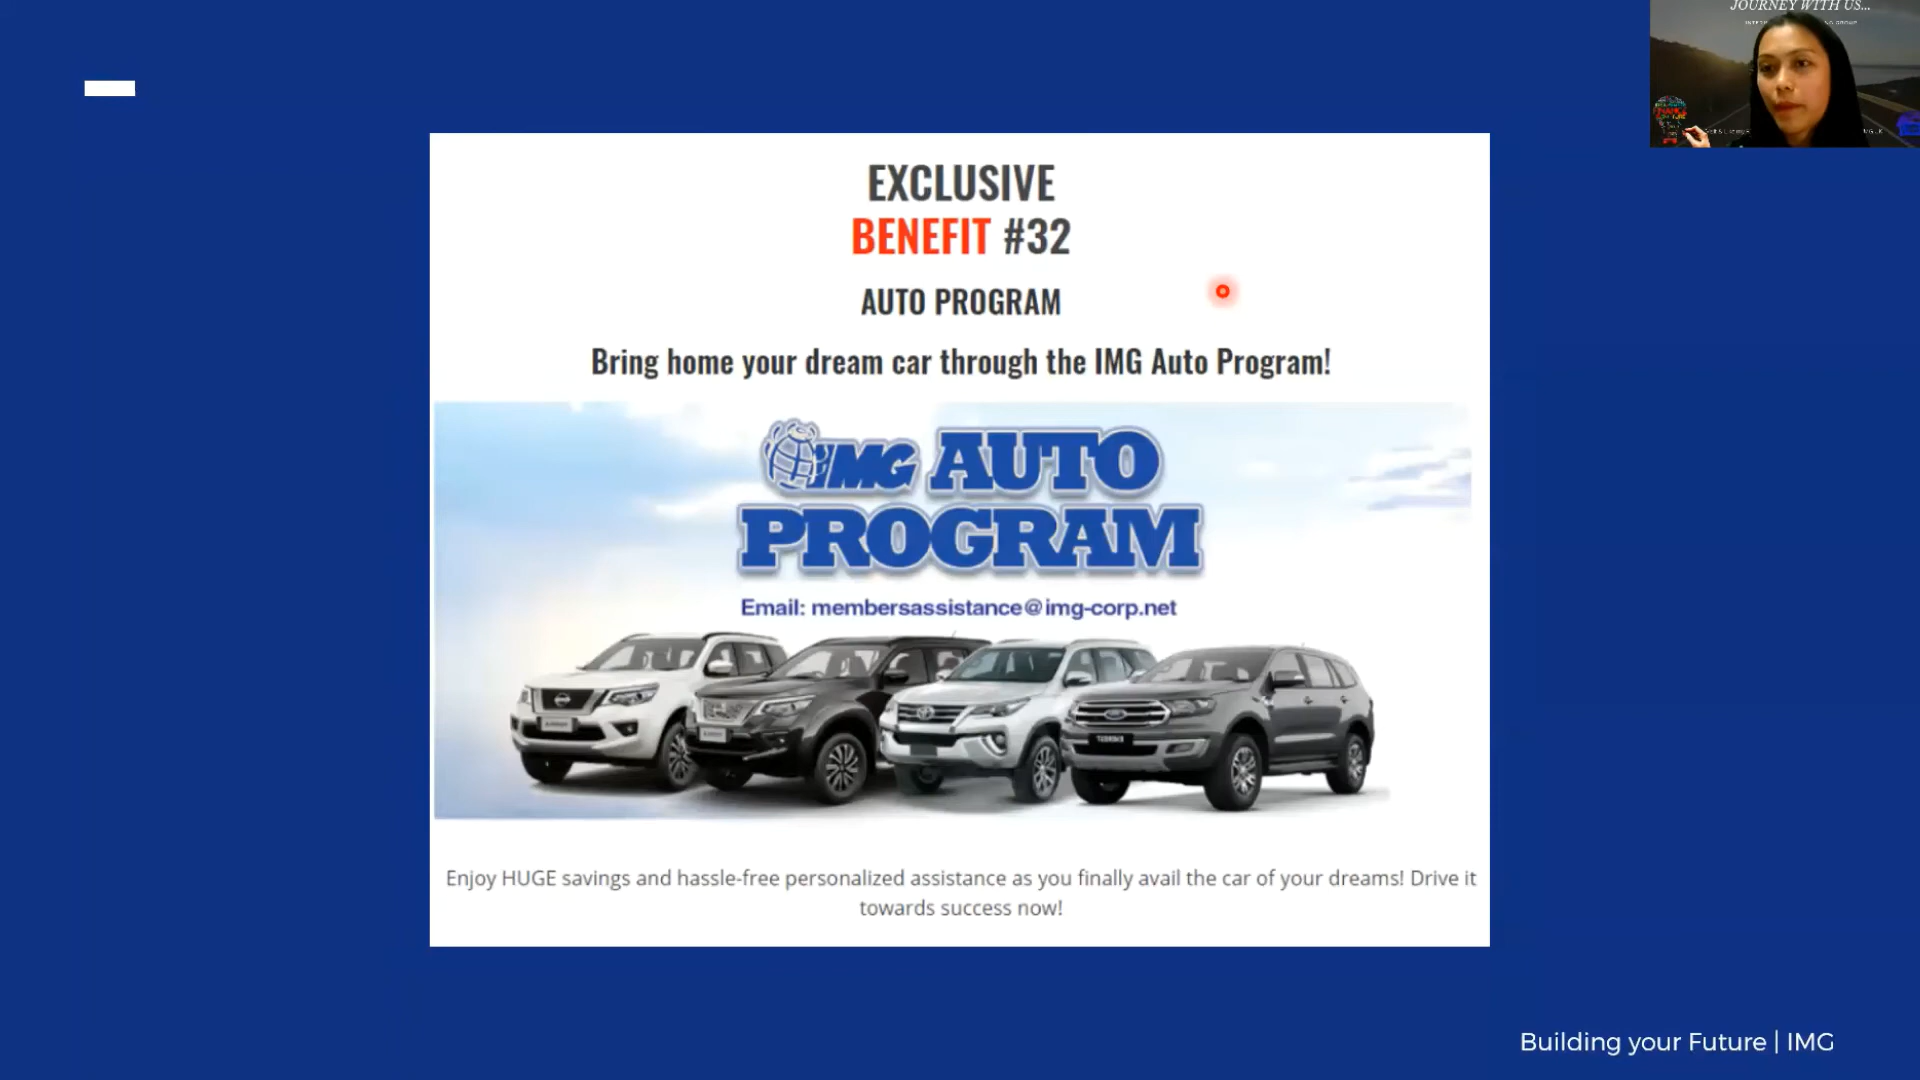 JOURNEY WITH US...
EXCLUSIVE
BENEFIT #32
AUTO PROGRAM
Bring home your dream car through the IMG Auto Program!
IMG AUTO
PROGRAM
Email: membersassistance@img-corp.net
Enjoy HUGE savings and hassle-free personalized assistance as you finally avail the car of your dreams! Drive it
towards success now!
Building your Future | IMG